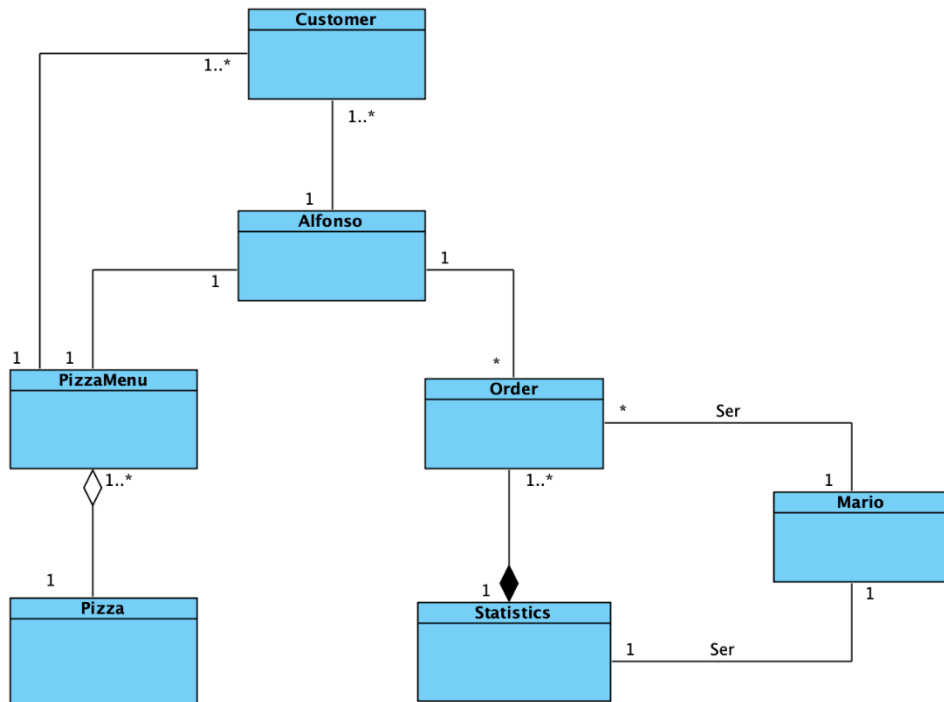 Customer
1..*
1..*
1
Alfonso
1
1
1
1
PizzaMenu
*
Order
*
Ser
1..*
1..*
1
Mario
1
Pizza
1
Statistics
1
1
Ser